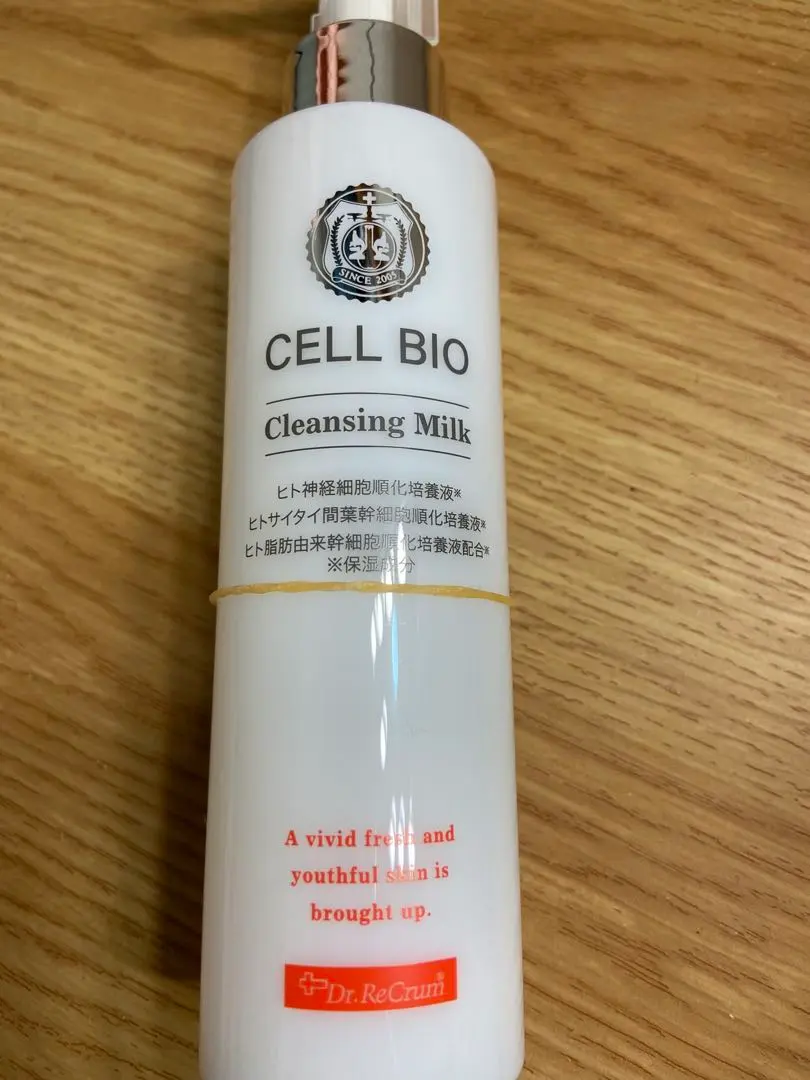 SINCE 2005
CELL BIO
Cleansing Milk
ヒト神経細胞順化培養液※
ヒトサイタイ間葉幹細胞順化培養液※
ヒト脂肪由来幹細胞順化培養液配合※
※保湿成分
A vivid fresh and
youthful skin is
brought up.
Dr.ReCrum®